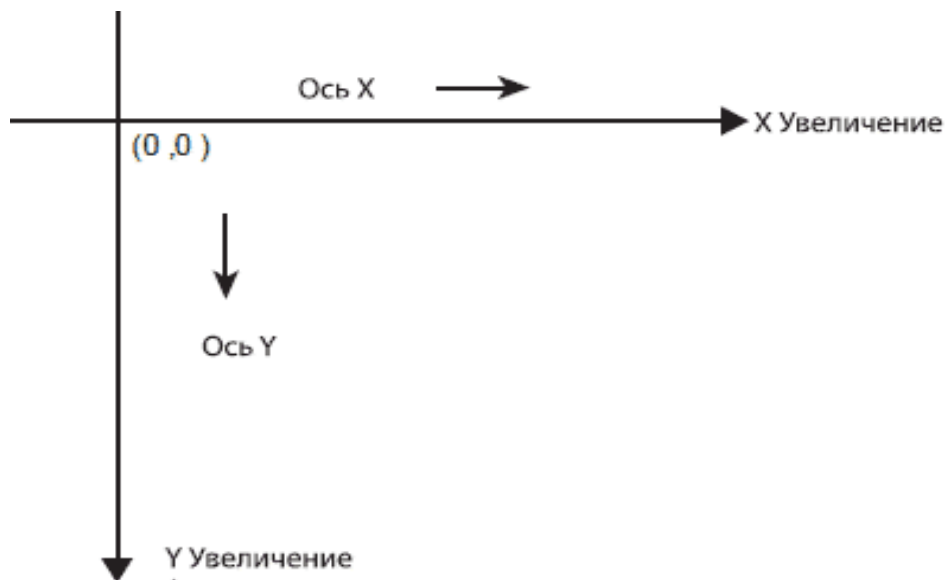 Ось X
X Увеличение
(0 ,0 )
Ось Y
Y Увеличение